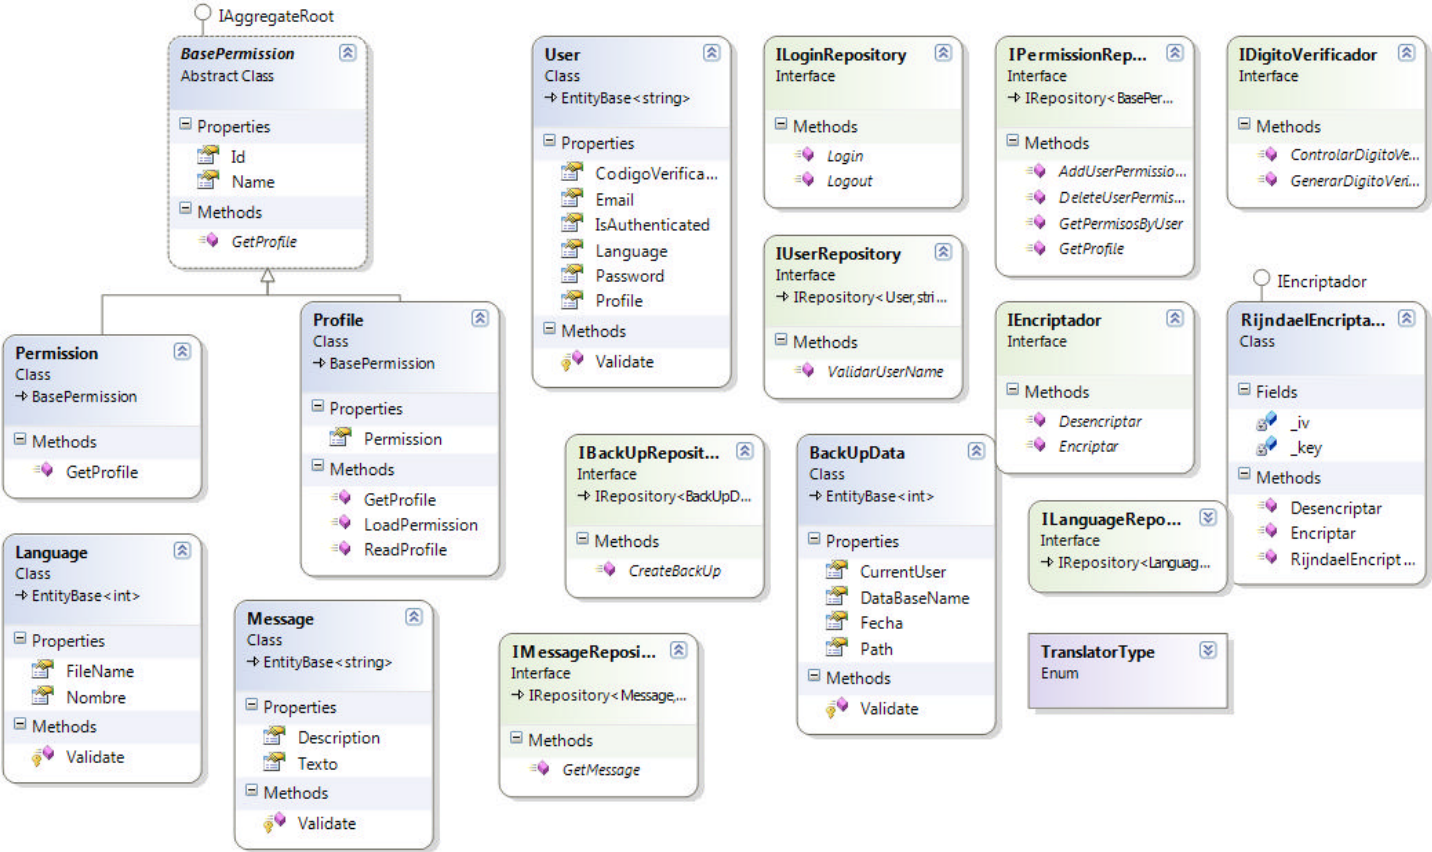 IAggregateRoot
BasePermission
Abstract Class
Properties
Id
Name
Methods
GetProfile
User
Class
EntityBase<string>
Properties
CodigoVerifica...
Email
IsAuthenticated
Language
Password
Profile
Methods
Validate
ILoginRepository
Interface
Methods
Login
Logout
IPermissionRep...
Interface
IRepository<BasePer...
Methods
AddUserPermissio...
DeleteUserPermis...
GetPermisosByUser
GetProfile
IDigitoVerificador
Interface
Methods
ControlarDigitoVe...
GenerarDigitoVeri...
IUserRepository
Interface
IRepository<User,stri...
Methods
ValidarUserName
Permission
Class
BasePermission
Methods
GetProfile
Profile
Class
BasePermission
Properties
Permission
Methods
GetProfile
LoadPermission
ReadProfile
IEncriptador
Interface
Methods
Desencriptar
Encriptar
IEncriptador
RijndaelEncripta...
Class
Fields
_iv
_key
Methods
Desencriptar
Encriptar
RijndaelEncript...
IBackUpReposit...
Interface
IRepository<BackUpD...
Methods
CreateBackUp
BackUpData
Class
EntityBase<int>
Properties
CurrentUser
DataBaseName
Fecha
Path
Methods
Validate
ILanguageRepo...
Interface
IRepository<Languag...
Language
Class
EntityBase<int>
Properties
FileName
Nombre
Methods
Validate
Message
Class
EntityBase<string>
Properties
Description
Texto
Methods
Validate
IMessageReposi...
Interface
IRepository<Message,...
Methods
GetMessage
TranslatorType
Enum